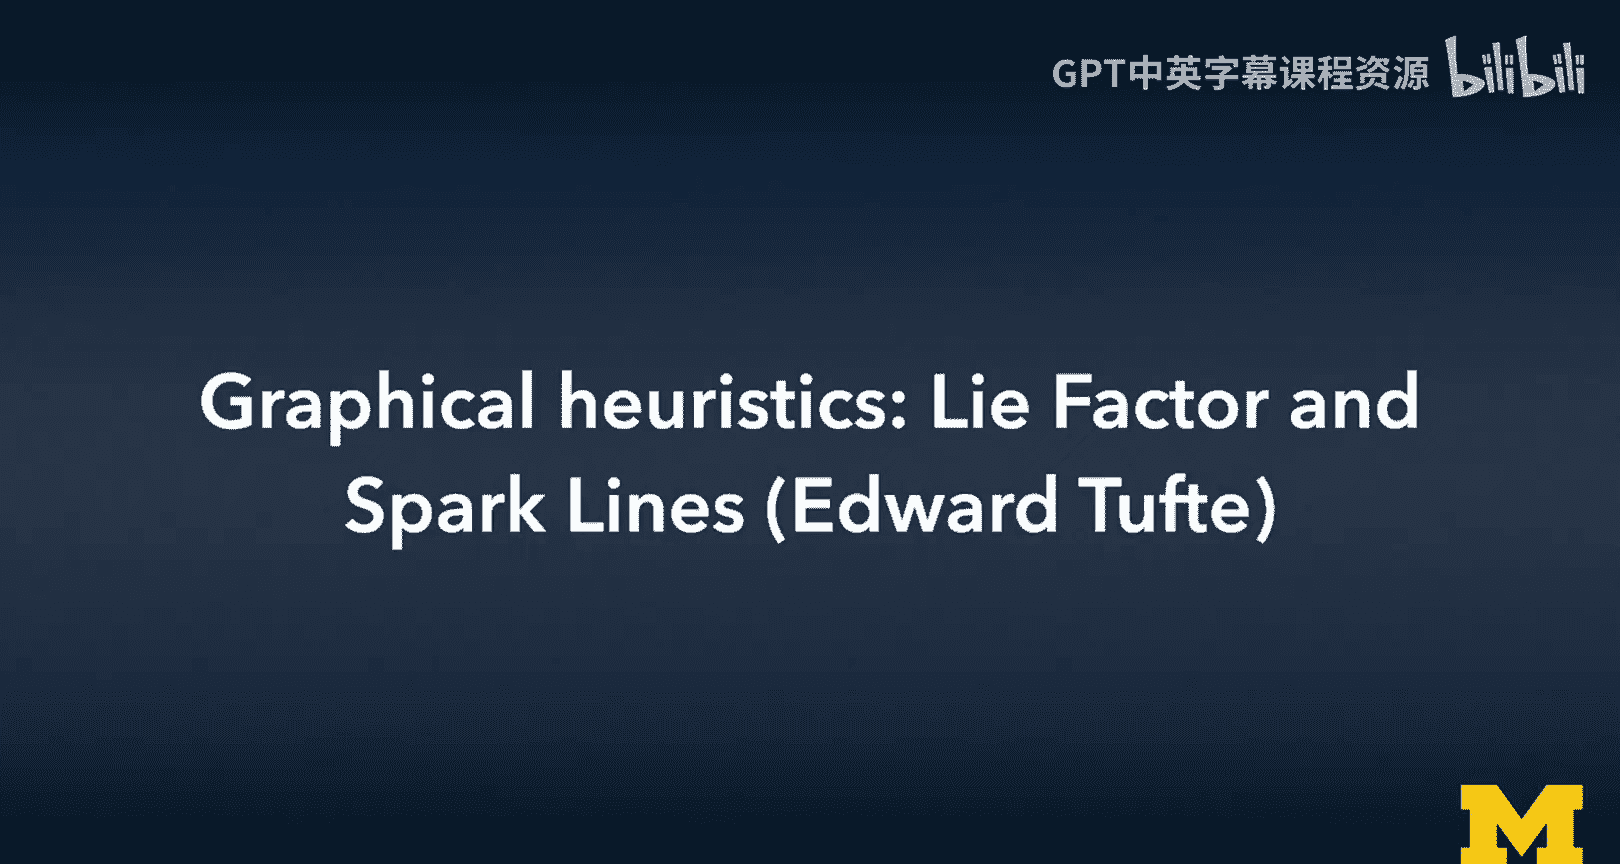 GPT中英字幕课程资源 bilibili
Graphical heuristics: Lie Factor and
Spark Lines (Edward Tufte)
M